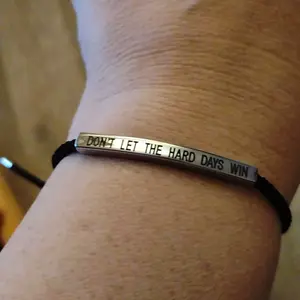 DON'T LET THE HARD DAYS WIN